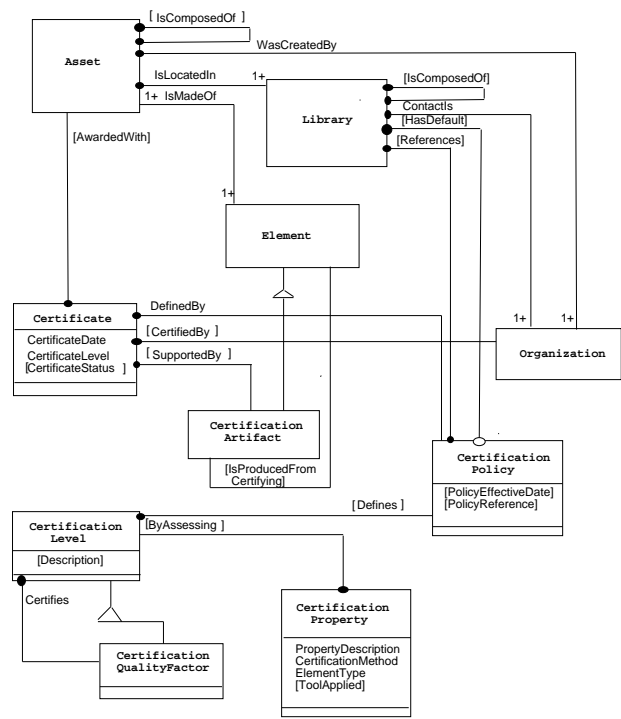 [ IsComposedOf ]
WasCreatedBy
Asset
IsLocatedIn
1+
[IsComposedOf]
1+ IsMadeOf
ContactIs
Library
[HasDefault]
[AwardedWith]
[References]
1+
Element
DefinedBy
1+
1+
Certificate
[CertifiedBy ]
CertificateDate
CertificateLevel
[CertificateStatus ]
[ SupportedBy ]
Organization
Certification
Artifact
[IsProducedFrom
Certifying]
Certification
Policy
[PolicyEffectiveDate]
[PolicyReference]
[Defines ]
Certification
Level
[ByAssessing ]
[Description]
Certifies
Certification
Property
Certification
QualityFactor
PropertyDescription
CertificationMethod
ElementType
[ToolApplied]